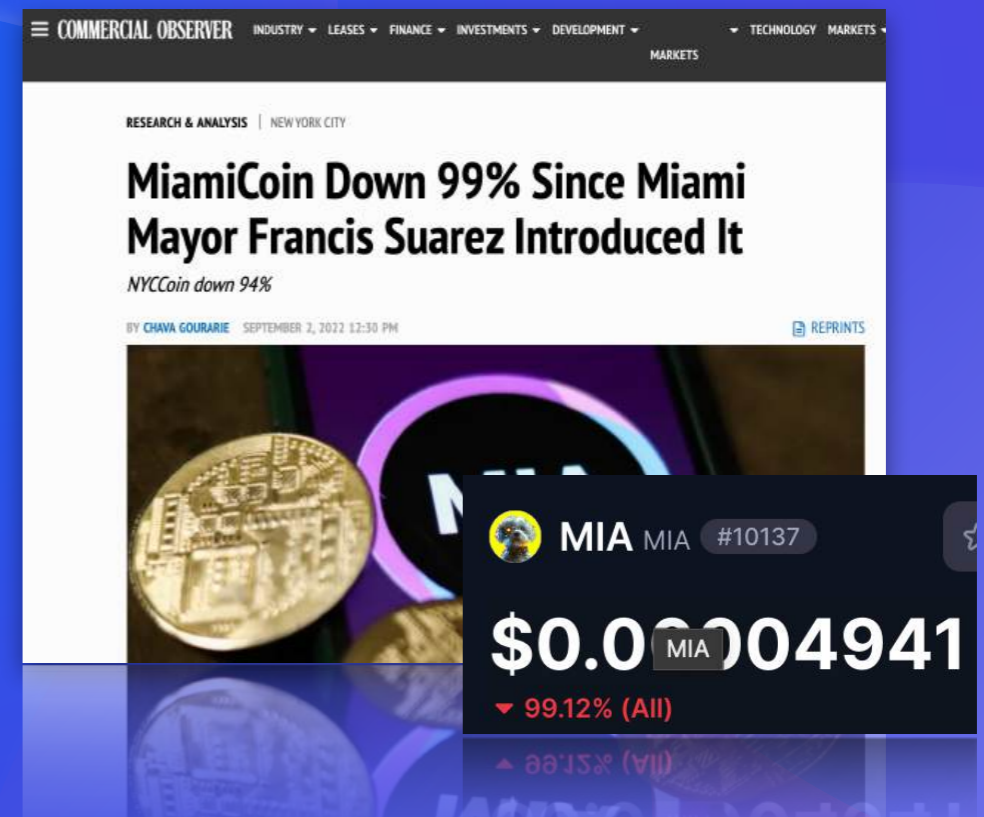 COMMERCIAL OBSERVER INDUSTRY LEASES FINANCE INVESTMENTS DEVELOPMENT TECHNOLOGY MARKETS
MARKETS
RESEARCH & ANALYSIS | NEW YORK CITY
MiamiCoin Down 99% Since Miami
Mayor Francis Suarez Introduced It
NYCCoin down 94%
BY CHAVA GOURARIE SEPTEMBER 2, 2022 12:30 PM REPRINTS
MIA MIA #10137
MIA
99.12% (All)